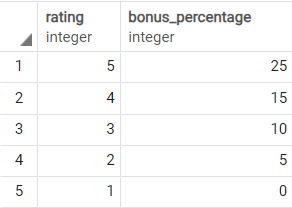 rating bonus_percentage
integer integer
1 5 25
2 4 15
3 3 10
4 2 5
5 1 0